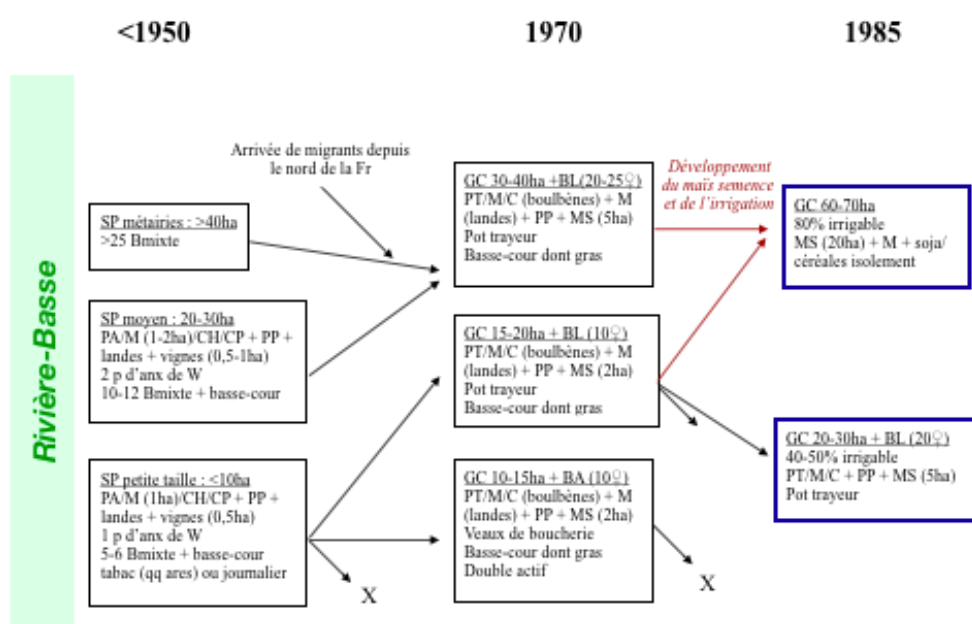 <1950
1970
1985
Rivière-Basse
Arrivée de migrants depuis
le nord de la Fr
SP métairies : >40ha
>25 Bmixte
SP moyen : 20-30ha
PA/M (1-2ha)/CH/CP + PP +
landes + vignes (0,5-1ha)
2 p d'anx de W
10-12 Bmixte + basse-cour
SP petite taille : <10ha
PA/M (1ha)/CH/CP + PP +
landes + vignes (0,5ha)
1 p d'anx de W
5-6 Bmixte + basse-cour
tabac (qq ares) ou journalier
X
GC 30-40ha +BL(20-25♀)
PT/M/C (boulbènes) + M
(landes) + PP + MS (5ha)
Pot trayeur
Basse-cour dont gras
GC 15-20ha + BL (10♀)
PT/M/C (boulbènes) + M
(landes) + PP + MS (2ha)
Pot trayeur
Basse-cour dont gras
GC 10-15ha + BA (10♀)
PT/M/C (boulbènes) + M
(landes) + PP + MS (2ha)
Veaux de boucherie
Basse-cour dont gras
Double actif
X
Développement
du maïs semence
et de l'irrigation
GC 60-70ha
80% irrigable
MS (20ha) + M + soja/
céréales isolement
GC 20-30ha + BL (20♀)
40-50% irrigable
PT/M/C + PP + MS (5ha)
Pot trayeur